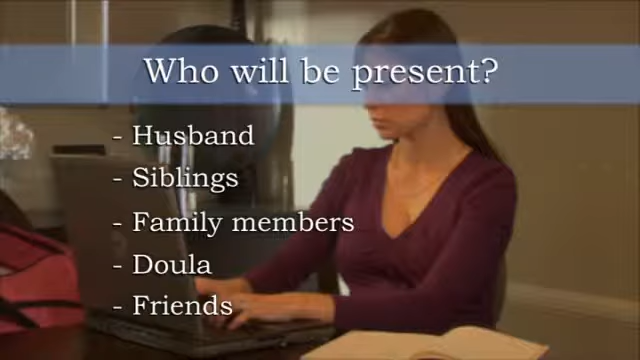 Who will be present?
- Husband
- Siblings
- Family members
- Doula
- Friends